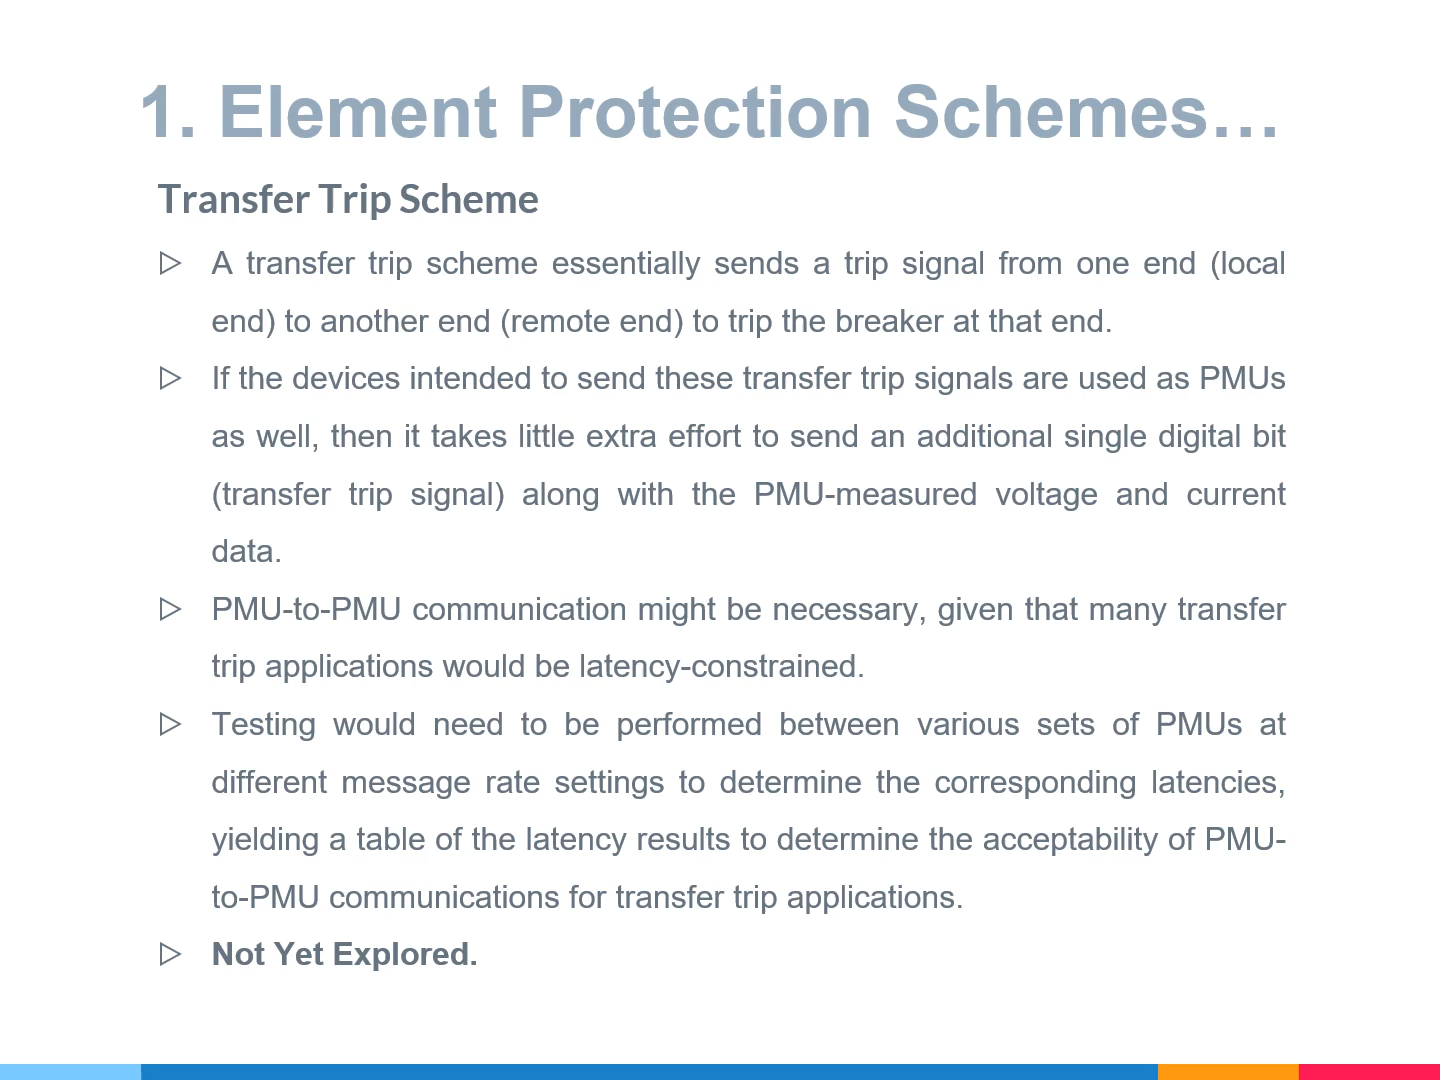 1. Element Protection Schemes…
Transfer Trip Scheme
A transfer trip scheme essentially sends a trip signal from one end (local
end) to another end (remote end) to trip the breaker at that end.
If the devices intended to send these transfer trip signals are used as PMUs
as well, then it takes little extra effort to send an additional single digital bit
(transfer trip signal) along with the PMU-measured voltage and current
data.
PMU-to-PMU communication might be necessary, given that many transfer
trip applications would be latency-constrained.
Testing would need to be performed between various sets of PMUs at
different message rate settings to determine the corresponding latencies,
yielding a table of the latency results to determine the acceptability of PMU-
to-PMU communications for transfer trip applications.
Not Yet Explored.